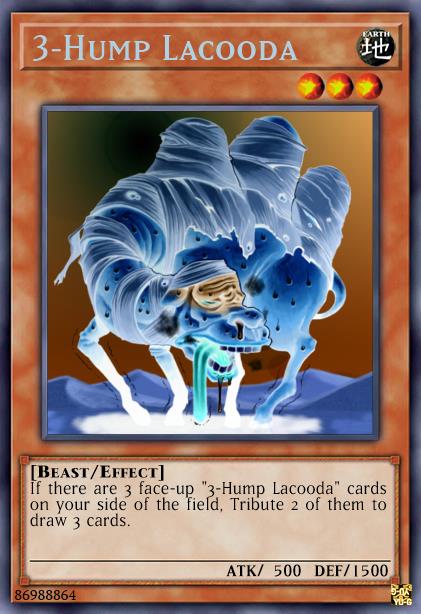 3-Hump Lacooda
EARTH
地
[Beast/Effect]
If there are 3 face-up "3-Hump Lacooda" cards
on your side of the field, Tribute 2 of them to
draw 3 cards.
ATK/ 500 DEF/1500
86988864